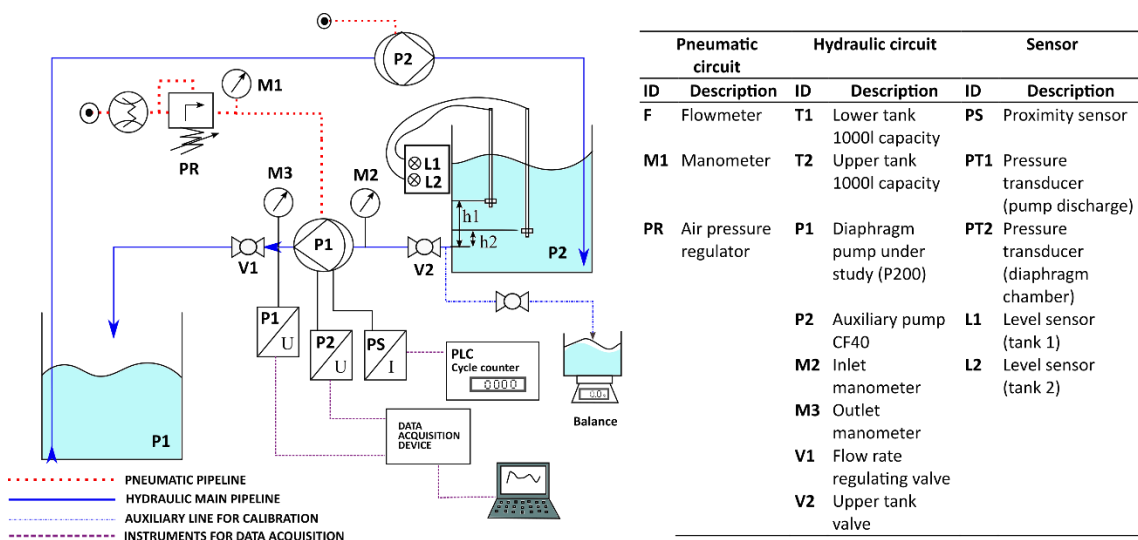 P2
M1
PR
M3
M2
L1
L2
h1
h2
P1
V1
V2
P2
P1
U
P2
U
PS
I
PLC
Cycle counter
0000
0.0
Balance
DATA
ACQUISITION
DEVICE
P1
PNEUMATIC PIPELINE
HYDRAULIC MAIN PIPELINE
AUXILIARY LINE FOR CALIBRATION
INSTRUMENTS FOR DATA ACQUISITION
Pneumatic circuit Hydraulic circuit Sensor
ID Description ID Description ID Description
F Flowmeter T1 Lower tank PS Proximity sensor
1000l capacity
M1 Manometer T2 Upper tank PT1 Pressure
1000l capacity transducer
(pump discharge)
PR Air pressure P1 Diaphragm PT2 Pressure
regulator pump under transducer
study (P200) (diaphragm
chamber)
P2 Auxiliary pump L1 Level sensor
CF40 (tank 1)
M2 Inlet L2 Level sensor
manometer (tank 2)
M3 Outlet
manometer
V1 Flow rate
regulating valve
V2 Upper tank
valve